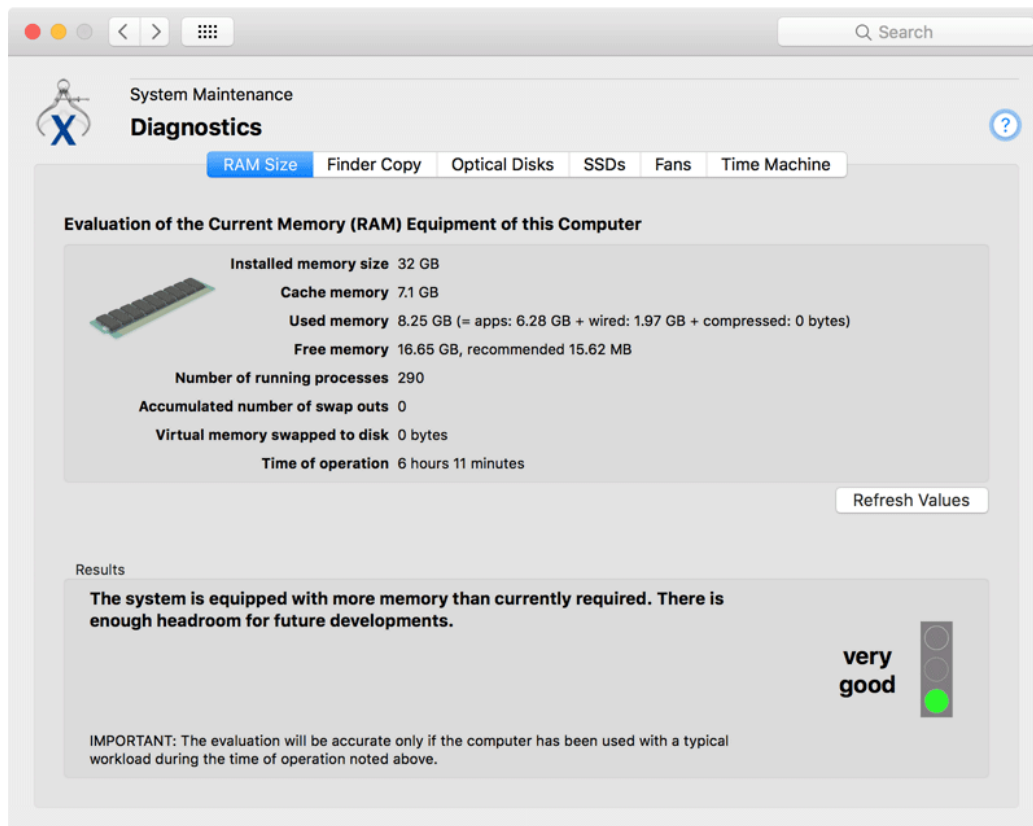 Search
System Maintenance
Diagnostics
?
RAM Size Finder Copy Optical Disks SSDs Fans Time Machine
Evaluation of the Current Memory (RAM) Equipment of this Computer
Installed memory size 32 GB
Cache memory 7.1 GB
Used memory 8.25 GB (= apps: 6.28 GB + wired: 1.97 GB + compressed: 0 bytes)
Free memory 16.65 GB, recommended 15.62 MB
Number of running processes 290
Accumulated number of swap outs 0
Virtual memory swapped to disk 0 bytes
Time of operation 6 hours 11 minutes
Refresh Values
Results
The system is equipped with more memory than currently required. There is
enough headroom for future developments.
very
good
IMPORTANT: The evaluation will be accurate only if the computer has been used with a typical
workload during the time of operation noted above.